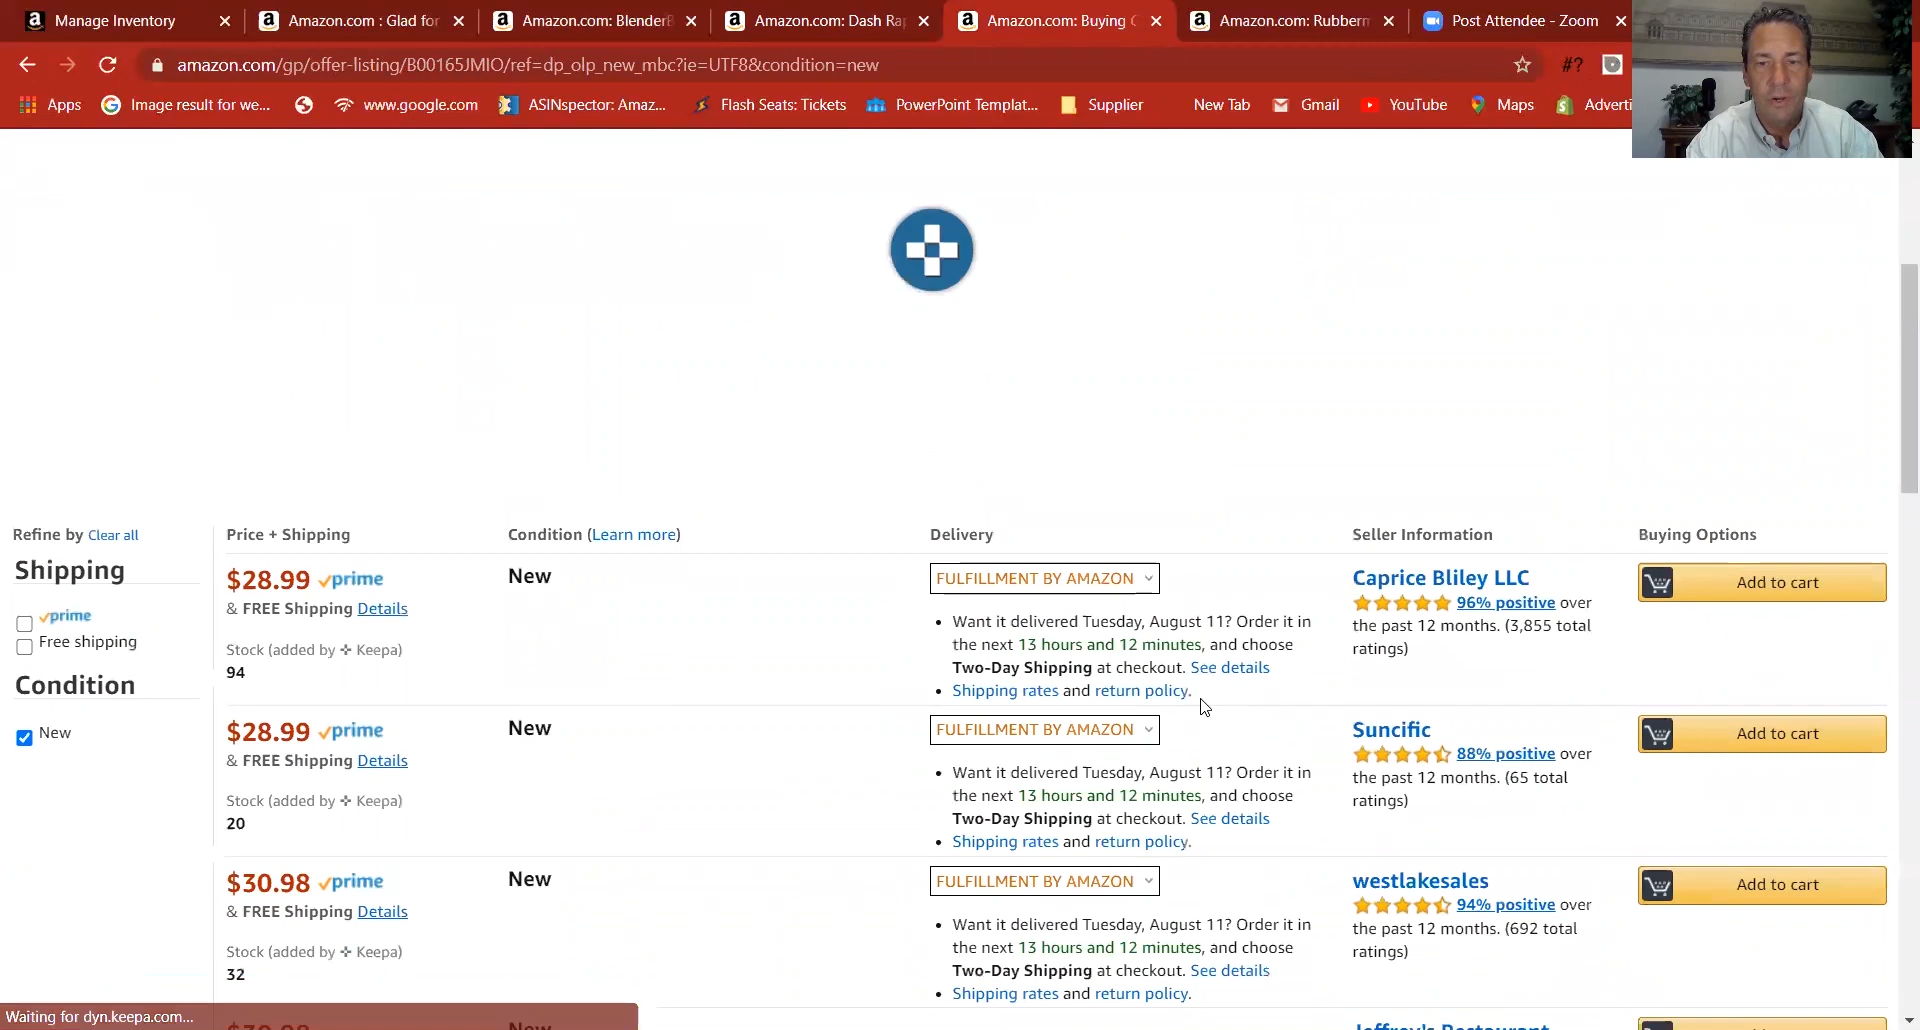 Manage Inventory
Amazon.com : Glad for
Amazon.com: Blender
Amazon.com: Dash Rap
Amazon.com: Buying
Amazon.com: Rubberm
Post Attendee - Zoom
amazon.com/gp/offer-listing/B00165JMIO/ref=dp_olp_new_mbc?ie=UTF8&condition=new
#?
Apps
Image result for we...
www.google.com
ASINspector: Amaz...
Flash Seats: Tickets
PowerPoint Templat...
Supplier
New Tab
Gmail
YouTube
Maps
Adverti
Refine by Clear all
Price + Shipping
Condition (Learn more)
Delivery
Seller Information
Buying Options
Shipping
prime
Free shipping
Condition
New
$28.99 prime
& FREE Shipping Details
Stock (added by Keepa)
94
New
FULFILLMENT BY AMAZON
• Want it delivered Tuesday, August 11? Order it in
the next 13 hours and 12 minutes, and choose
Two-Day Shipping at checkout. See details
• Shipping rates and return policy.
Caprice Bliley LLC
96% positive over
the past 12 months. (3,855 total
ratings)
Add to cart
$28.99 prime
& FREE Shipping Details
Stock (added by Keepa)
20
New
FULFILLMENT BY AMAZON
• Want it delivered Tuesday, August 11? Order it in
the next 13 hours and 12 minutes, and choose
Two-Day Shipping at checkout. See details
• Shipping rates and return policy.
Suncific
88% positive over
the past 12 months. (65 total
ratings)
Add to cart
$30.98 prime
& FREE Shipping Details
Stock (added by Keepa)
32
New
FULFILLMENT BY AMAZON
• Want it delivered Tuesday, August 11? Order it in
the next 13 hours and 12 minutes, and choose
Two-Day Shipping at checkout. See details
• Shipping rates and return policy.
westlakesales
94% positive over
the past 12 months. (692 total
ratings)
Add to cart
Waiting for dyn.keepa.com...
$30.98
New
Jeffrey's Restaurant